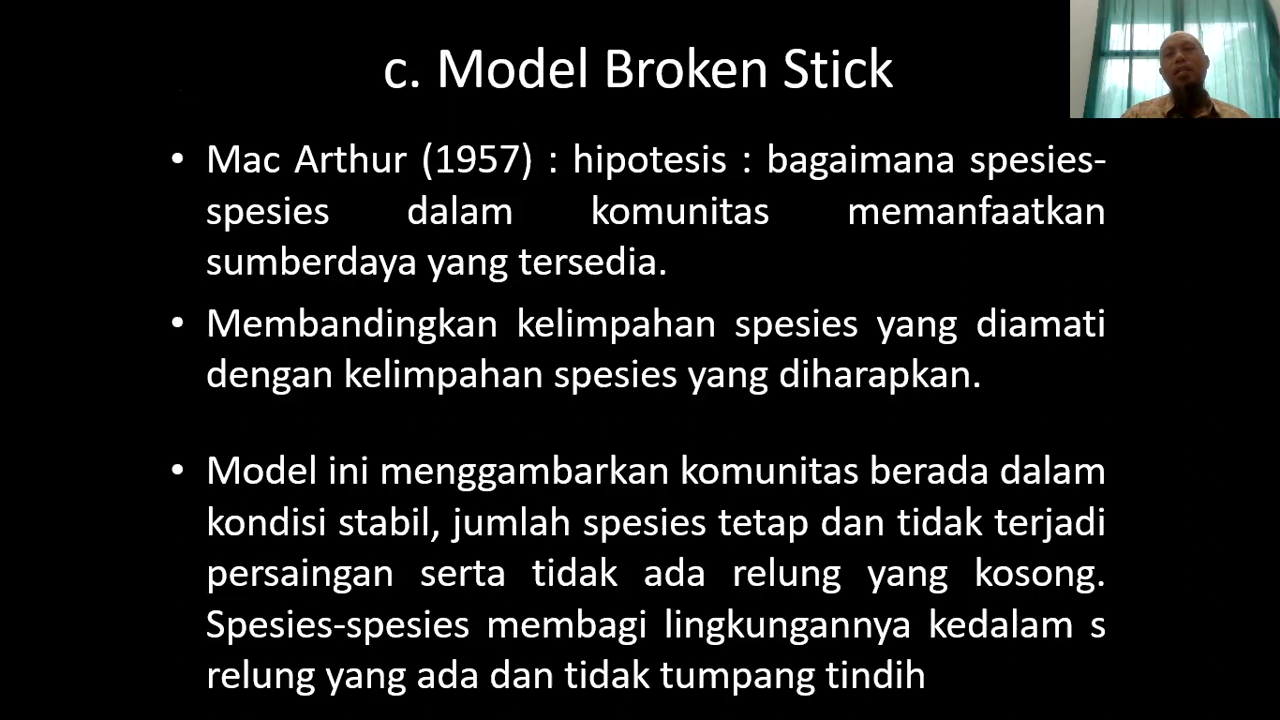 c. Model Broken Stick
• Mac Arthur (1957) : hipotesis : bagaimana spesies-
spesies dalam komunitas memanfaatkan
sumberdaya yang tersedia.
• Membandingkan kelimpahan spesies yang diamati
dengan kelimpahan spesies yang diharapkan.
• Model ini menggambarkan komunitas berada dalam
kondisi stabil, jumlah spesies tetap dan tidak terjadi
persaingan serta tidak ada relung yang kosong.
Spesies-spesies membagi lingkungannya kedalam s
relung yang ada dan tidak tumpang tindih